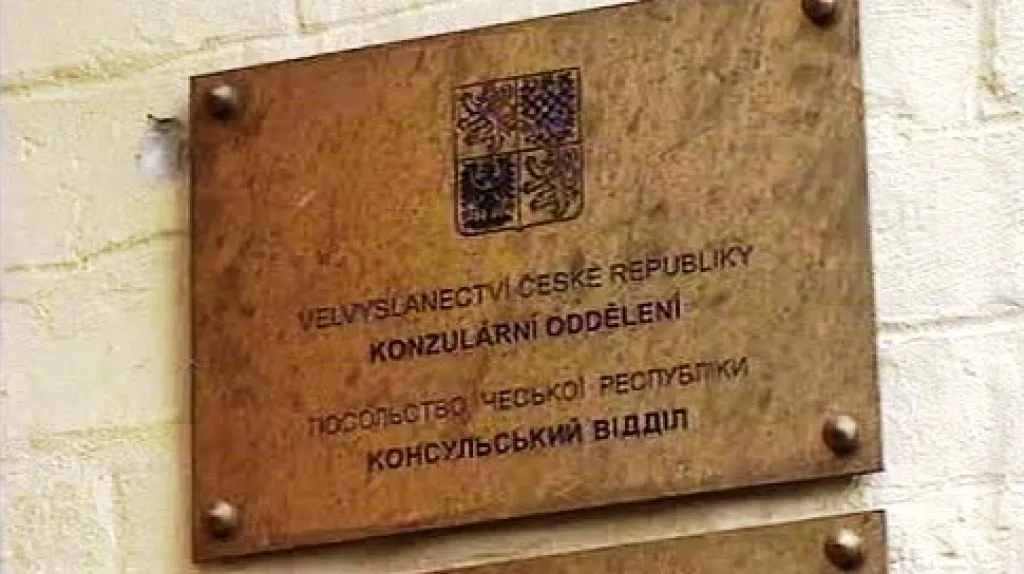 VELVYSLANECTVÍ ČESKÉ REPUBLIKY
KONZULÁRNÍ ODDĚLENÍ
ПОСОЛЬСТВО ЧЕСЬКОЇ РЕСПУБЛІКИ
КОНСУЛЬСЬКИЙ ВІДДІЛ